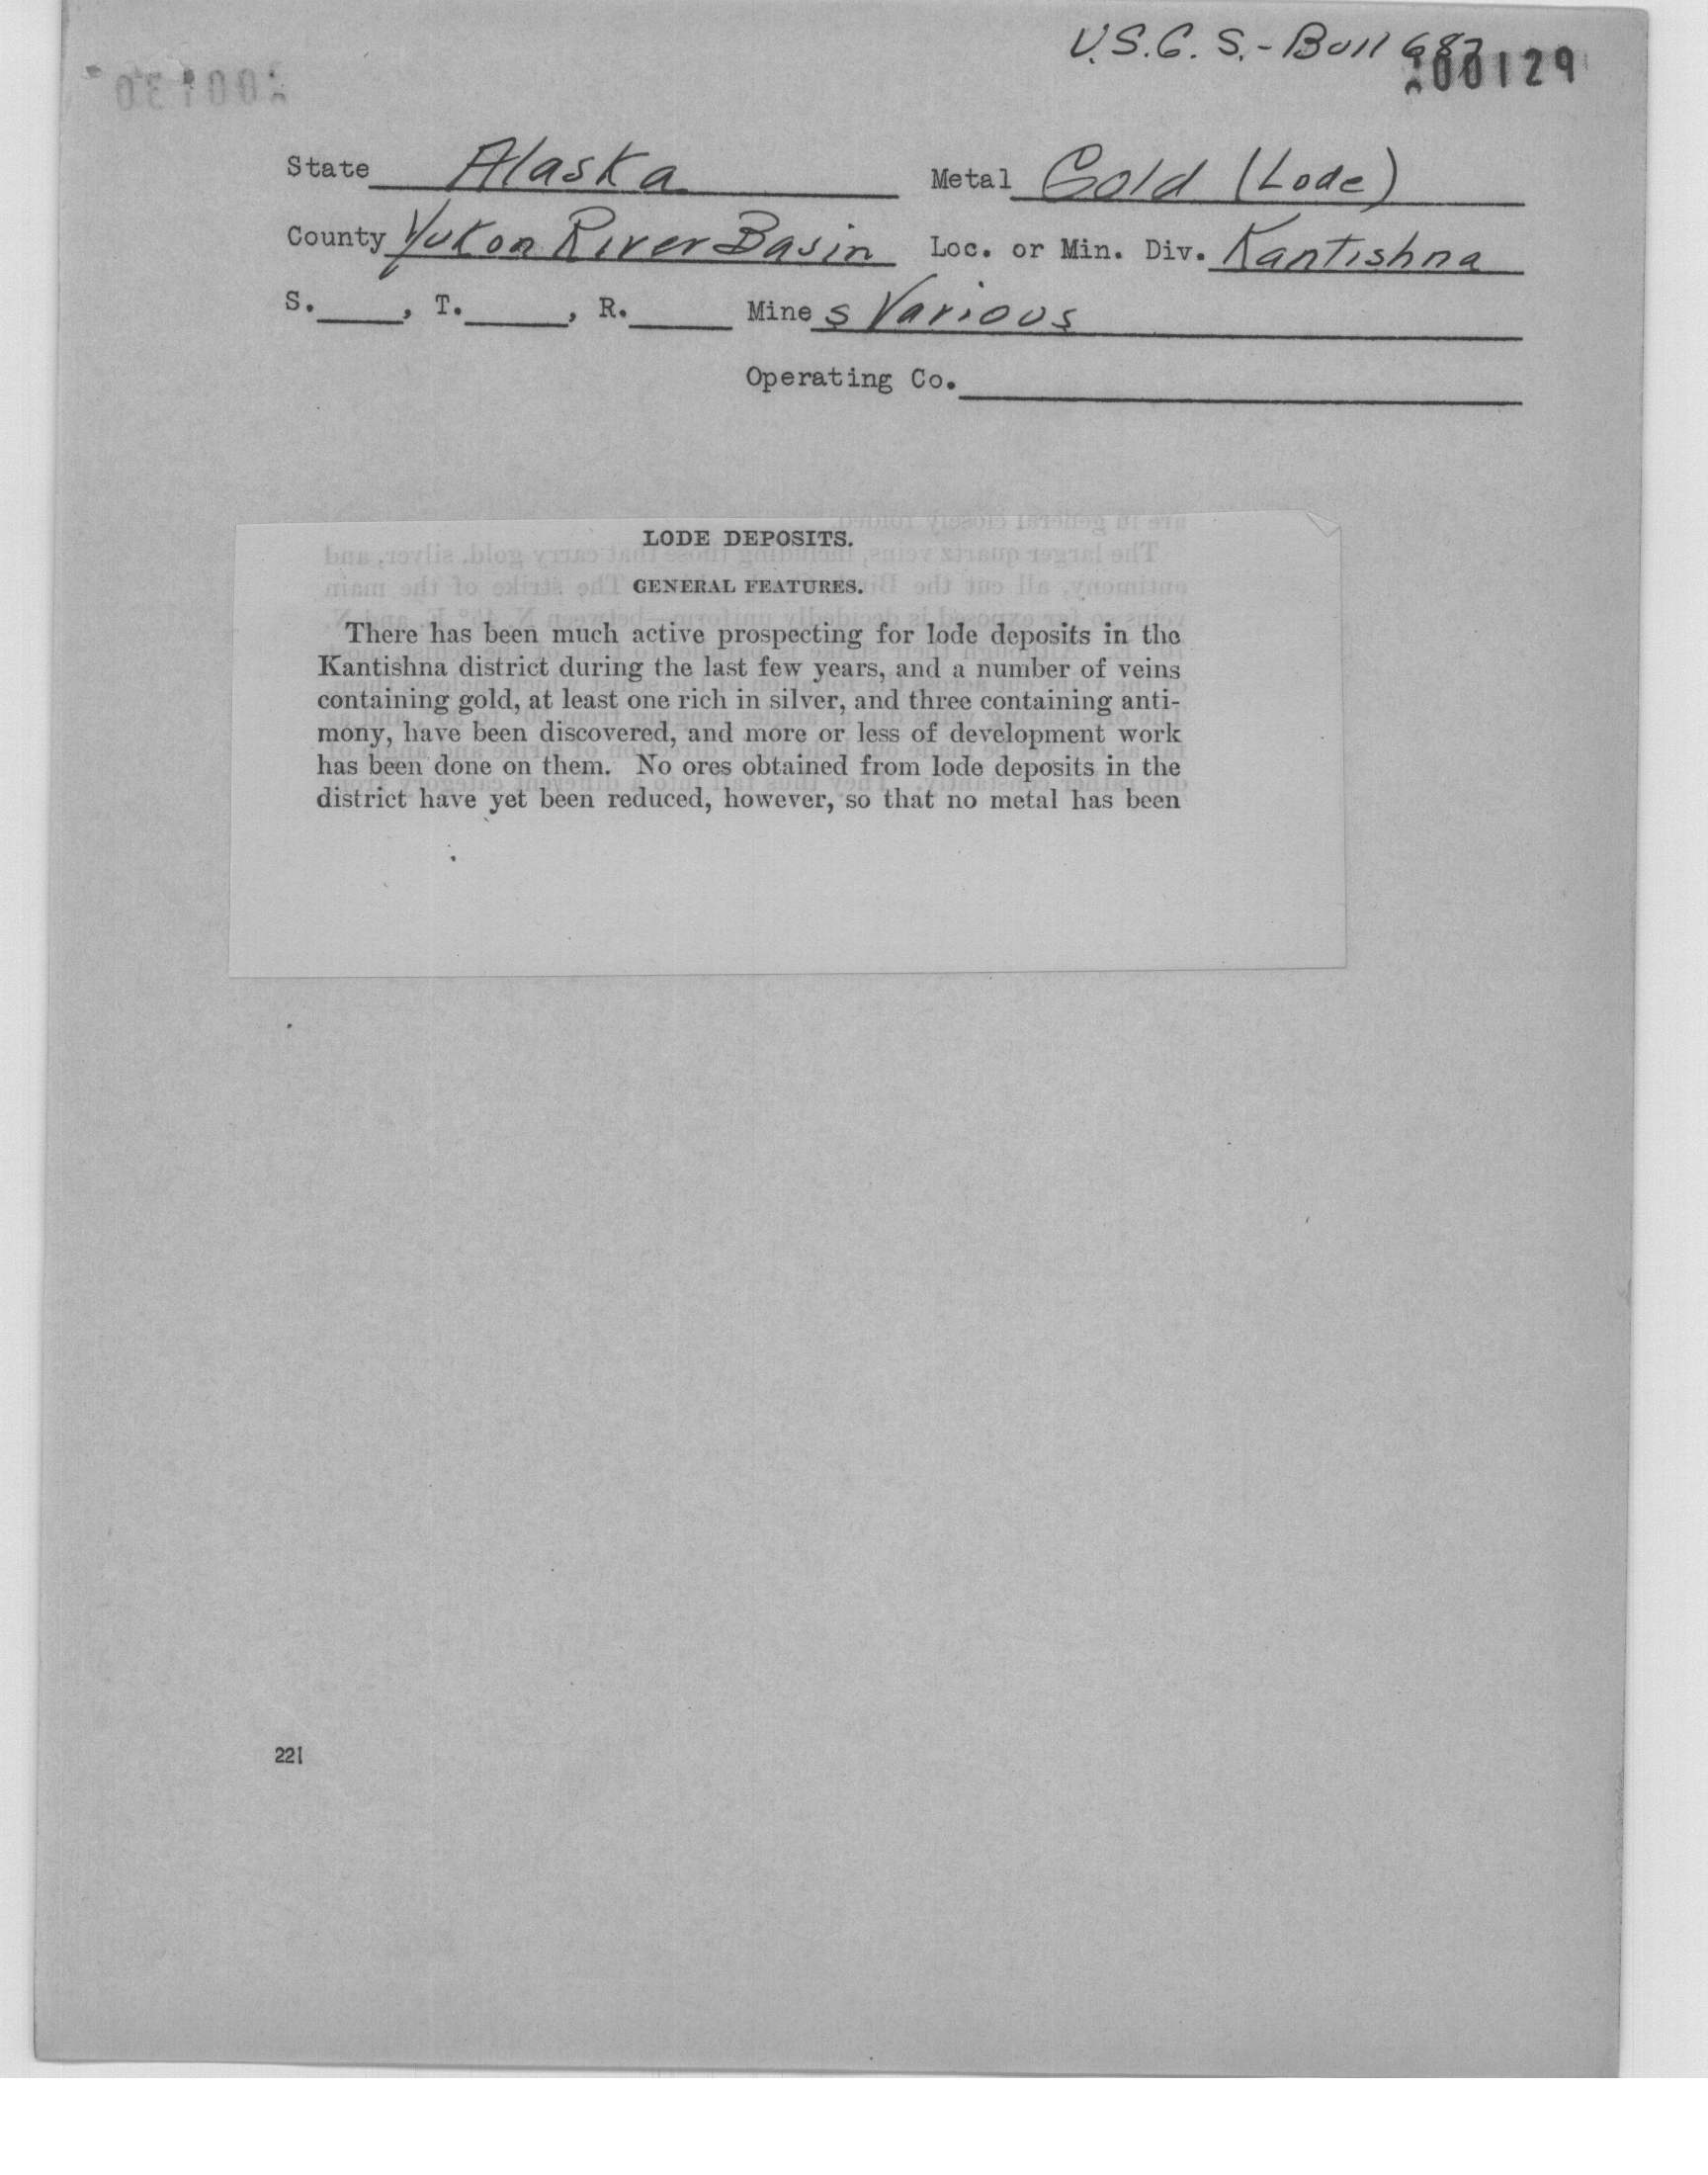 U.S.G.S.-Bull 687
200129
State Alaska Metal Gold (Lode)
County Yukon River Basin Loc. or Min. Div. Kantishna
S.____, T.____, R.____ Mines Various
Operating Co.
LODE DEPOSITS.
GENERAL FEATURES.
There has been much active prospecting for lode deposits in the
Kantishna district during the last few years, and a number of veins
containing gold, at least one rich in silver, and three containing anti-
mony, have been discovered, and more or less of development work
has been done on them. No ores obtained from lode deposits in the
district have yet been reduced, however, so that no metal has been
221